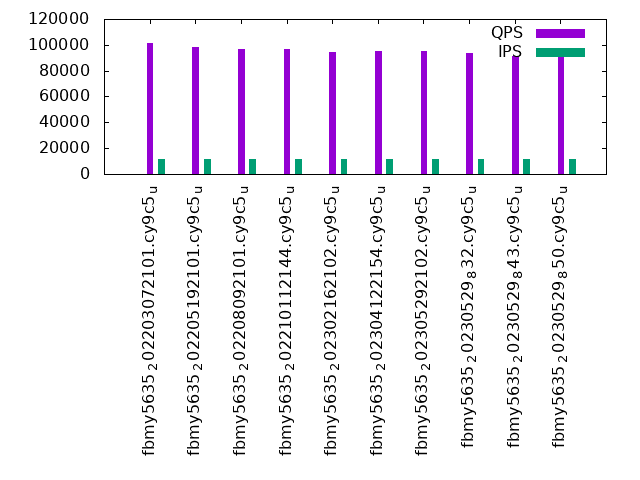 120000
100000
80000
60000
40000
20000
0
QPS
IPS
fbmy5635₂02203072101.cy9c5ᵤ
fbmy5635₂02205192101.cy9c5ᵤ
fbmy5635₂02208092101.cy9c5ᵤ
fbmy5635₂02210112144.cy9c5ᵤ
fbmy5635₂02302162102.cy9c5ᵤ
fbmy5635₂02304122154.cy9c5ᵤ
fbmy5635₂02305292102.cy9c5ᵤ
fbmy5635₂0230529₈32.cy9c5ᵤ
fbmy5635₂0230529₈43.cy9c5ᵤ
fbmy5635₂0230529₈50.cy9c5ᵤ